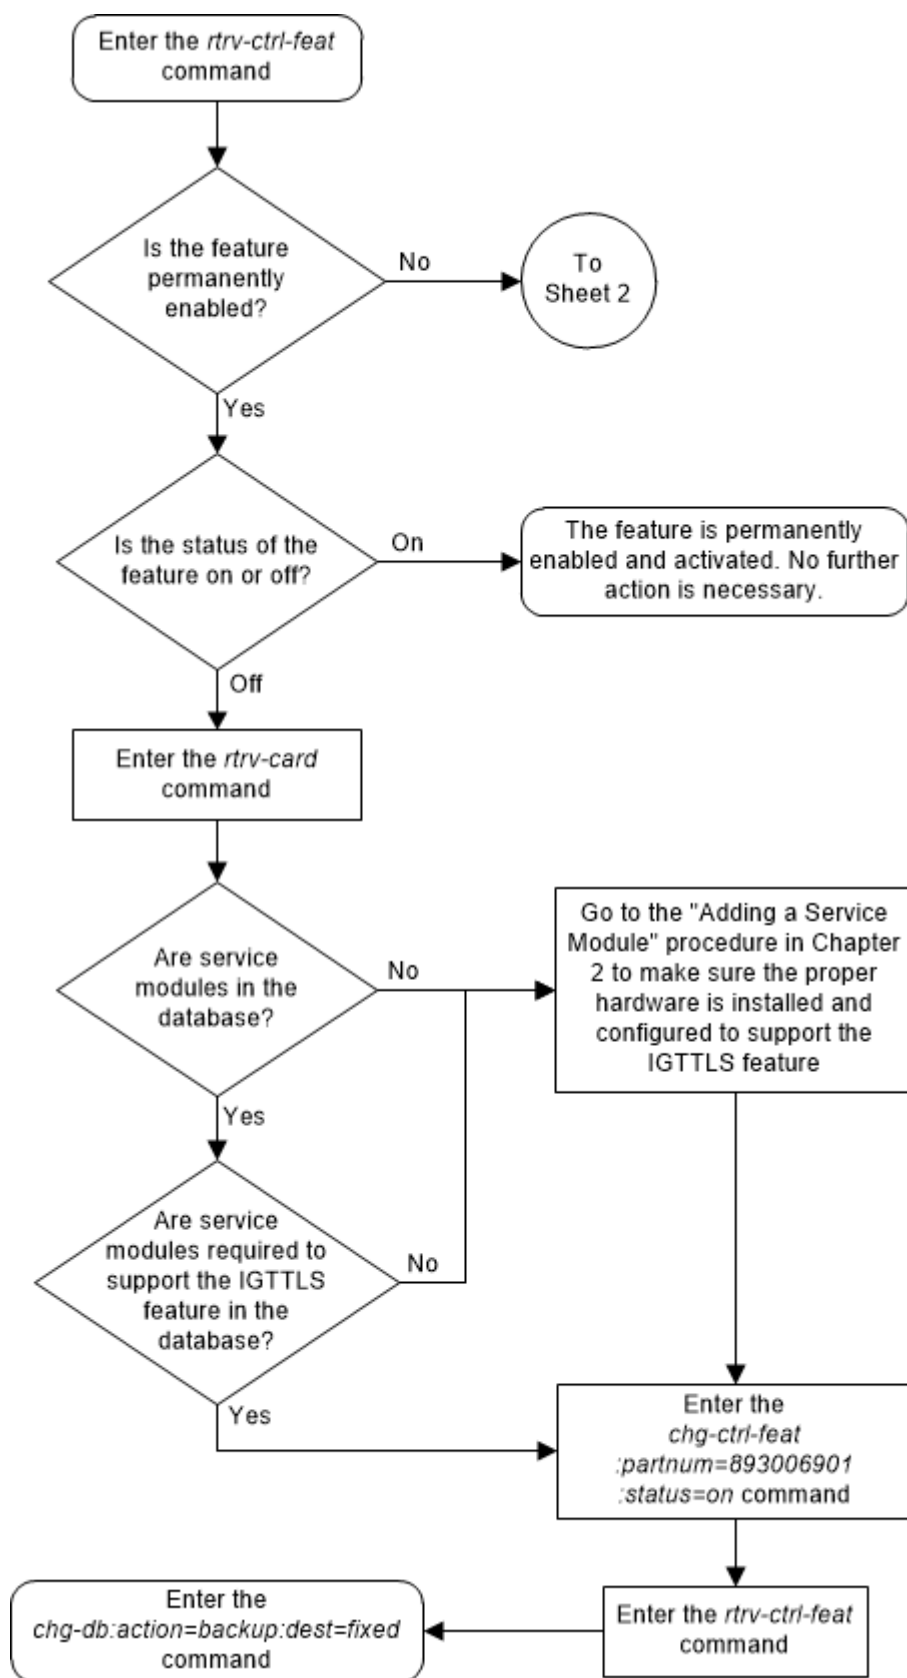 Enter the rtrv-ctrl-feat
command
Is the feature
permanently
enabled?
No
To
Sheet 2
Yes
Is the status of the
feature on or off?
On
The feature is permanently
enabled and activated. No further
action is necessary.
Off
Enter the rtrv-card
command
Are service
modules in the
database?
No
Go to the "Adding a Service
Module" procedure in Chapter
2 to make sure the proper
hardware is installed and
configured to support the
IGTTLS feature
Yes
Are service
modules required to
support the IGTTLS
feature in the
database?
No
Yes
Enter the
chg-ctrl-feat
:partnum=893006901
:status=on command
Enter the rtrv-ctrl-feat
command
Enter the
chg-db:action=backup:dest=fixed
command